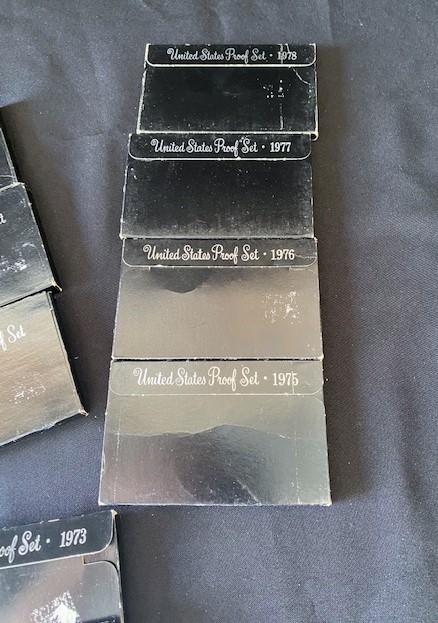 United States Proof Set · 1978
United States Proof Set · 1977
United States Proof Set · 1976
United States Proof Set · 1975
Set
Set · 1973